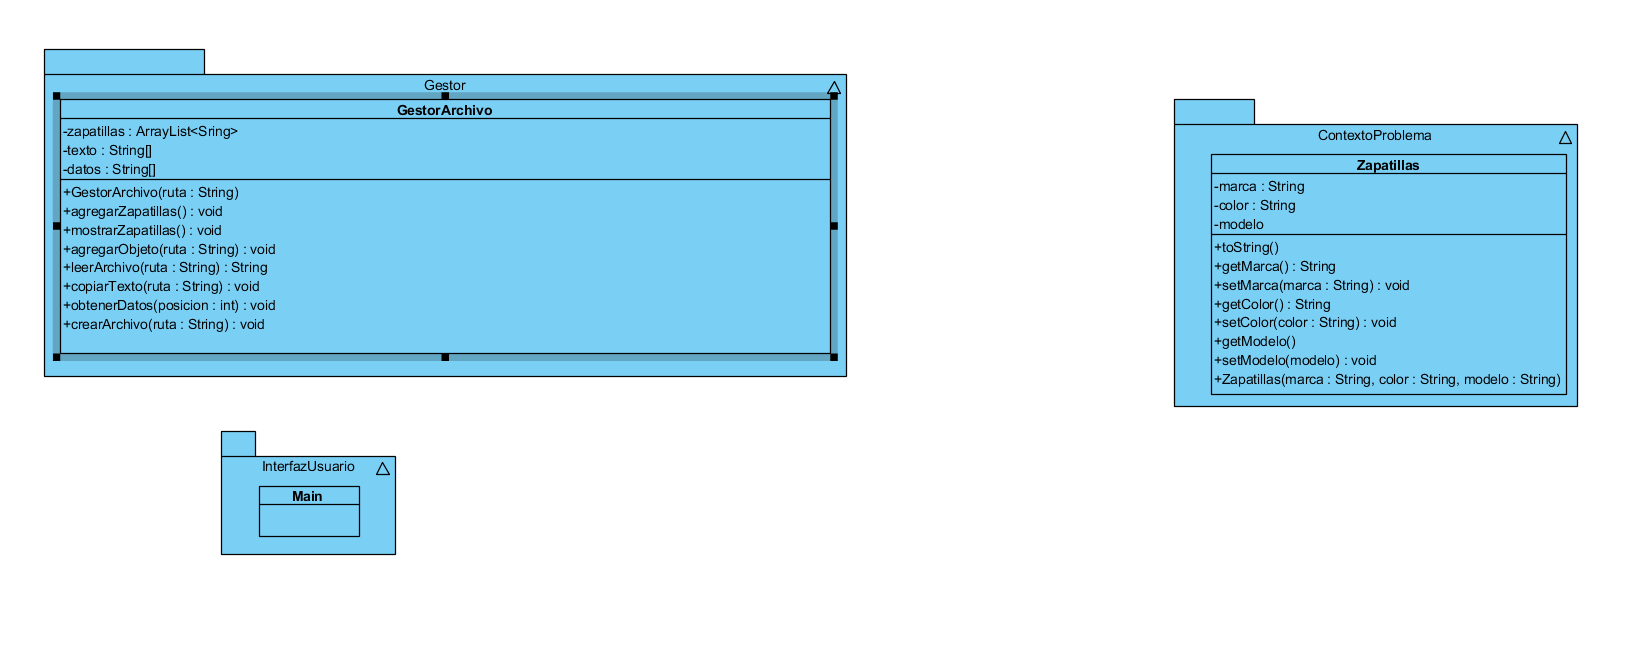 Gestor
GestorArchivo
-zapatillas : ArrayList<Sring>
-texto : String[]
-datos : String[]
+GestorArchivo(ruta : String)
+agregarZapatillas() : void
+mostrarZapatillas() : void
+agregarObjeto(ruta : String) : void
+leerArchivo(ruta : String) : String
+copiarTexto(ruta : String) : void
+obtenerDatos(posicion : int) : void
+crearArchivo(ruta : String) : void
ContextoProblema
Zapatillas
-marca : String
-color : String
-modelo
+toString()
+getMarca() : String
+setMarca(marca : String) : void
+getColor() : String
+setColor(color : String) : void
+getModelo()
+setModelo(modelo) : void
+Zapatillas(marca : String, color : String, modelo : String)
InterfazUsuario
Main